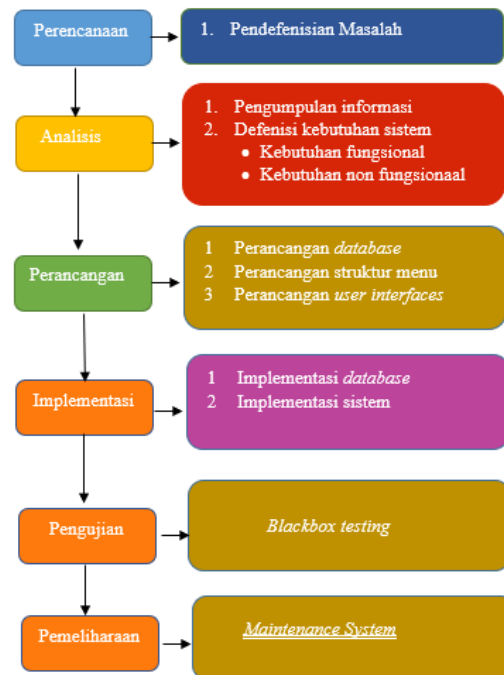 Perencanaan
1. Pendefenisian Masalah
Analisis
1. Pengumpulan informasi
2. Defenisi kebutuhan sistem
• Kebutuhan fungsional
• Kebutuhan non fungsionaal
Perancangan
1 Perancangan database
2 Perancangan struktur menu
3 Perancangan user interfaces
Implementasi
1 Implementasi database
2 Implementasi sistem
Pengujian
Blackbox testing
Pemeliharaan
Maintenance System